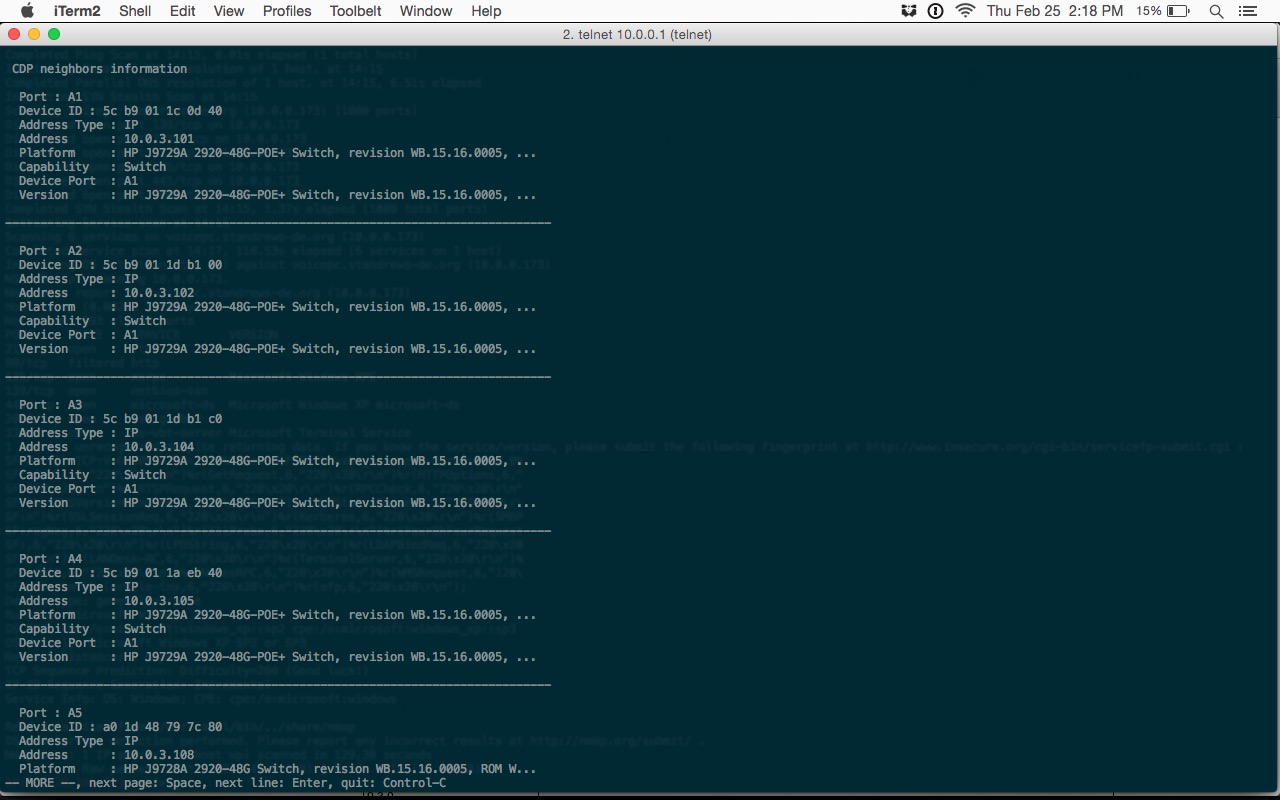 iTerm2 Shell Edit View Profiles Toolbelt Window Help Thu Feb 25 2:18 PM 15%
2. telnet 10.0.0.1 (telnet)
CDP neighbors information
Port : A1
Device ID : 5c b9 01 1c 0d 40
Address Type : IP
Address : 10.0.3.101
Platform : HP J9729A 2920-48G-POE+ Switch, revision WB.15.16.0005, ...
Capability : Switch
Device Port : A1
Version : HP J9729A 2920-48G-POE+ Switch, revision WB.15.16.0005, ...
Port : A2
Device ID : 5c b9 01 1d b1 00
Address Type : IP
Address : 10.0.3.102
Platform : HP J9729A 2920-48G-POE+ Switch, revision WB.15.16.0005, ...
Capability : Switch
Device Port : A1
Version : HP J9729A 2920-48G-POE+ Switch, revision WB.15.16.0005, ...
Port : A3
Device ID : 5c b9 01 1d b1 c0
Address Type : IP
Address : 10.0.3.104
Platform : HP J9729A 2920-48G-POE+ Switch, revision WB.15.16.0005, ...
Capability : Switch
Device Port : A1
Version : HP J9729A 2920-48G-POE+ Switch, revision WB.15.16.0005, ...
Port : A4
Device ID : 5c b9 01 1a eb 40
Address Type : IP
Address : 10.0.3.105
Platform : HP J9729A 2920-48G-POE+ Switch, revision WB.15.16.0005, ...
Capability : Switch
Device Port : A1
Version : HP J9729A 2920-48G-POE+ Switch, revision WB.15.16.0005, ...
Port : A5
Device ID : a0 1d 48 79 7c 80
Address Type : IP
Address : 10.0.3.108
Platform : HP J9728A 2920-48G Switch, revision WB.15.16.0005, ROM W...
-- MORE --, next page: Space, next line: Enter, quit: Control-C